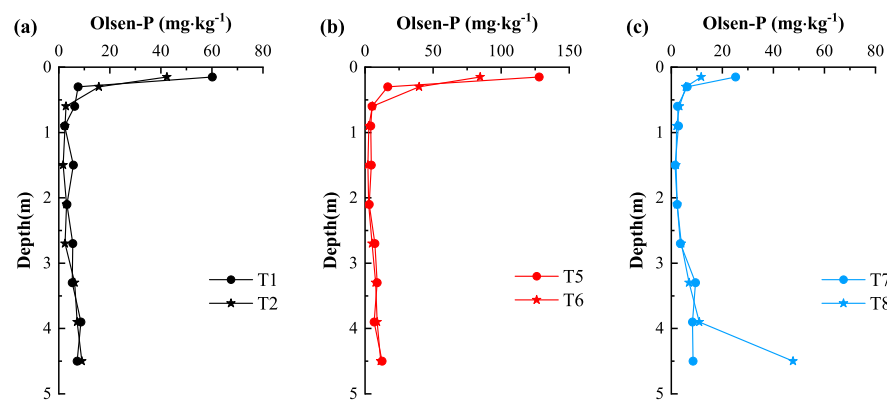 (a) Olsen-P (mg·kg⁻¹)
0 20 40 60 80
0
1
2
3
4
5
Depth(m)
T1
T2
(b) Olsen-P (mg·kg⁻¹)
0 50 100 150
0
1
2
3
4
5
Depth(m)
T5
T6
(c) Olsen-P (mg·kg⁻¹)
0 20 40 60 80
0
1
2
3
4
5
Depth(m)
T7
T8